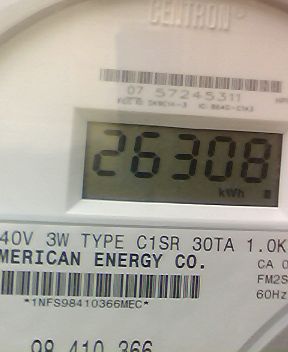 CENTRON
07 57245311
26308
kWh
40V 3W TYPE C1SR 30TA 1.0K
MERICAN ENERGY CO.
CA 0
FM2S
60Hz
*1NFS98410366MEC*
98 410 366